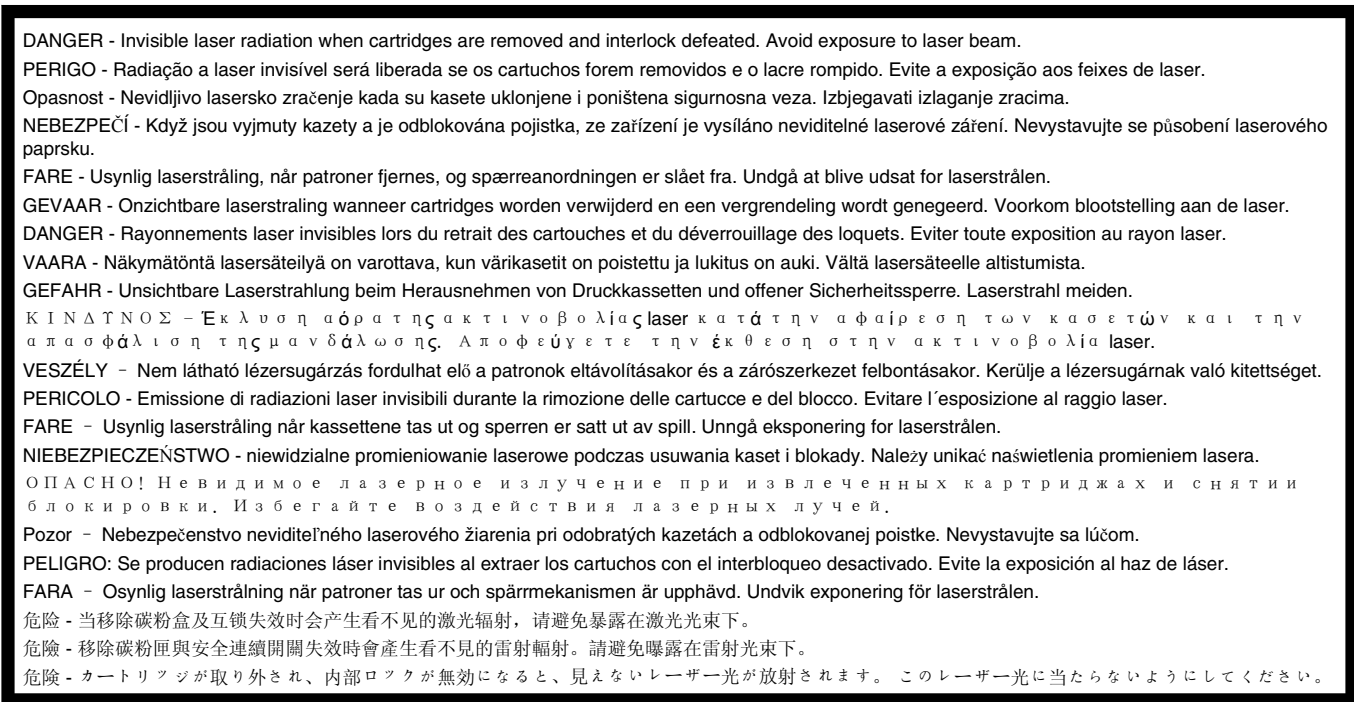 DANGER - Invisible laser radiation when cartridges are removed and interlock defeated. Avoid exposure to laser beam.
PERIGO - Radiação a laser invisível será liberada se os cartuchos forem removidos e o lacre rompido. Evite a exposição aos feixes de laser.
Opasnost - Nevidljivo lasersko zračenje kada su kasete uklonjene i poništena sigurnosna veza. Izbjegavati izlaganje zracima.
NEBEZPEČÍ - Když jsou vyjmuty kazety a je odblokována pojistka, ze zařízení je vysíláno neviditelné laserové záření. Nevystavujte se působení laserového
paprsku.
FARE - Usynlig laserstråling, når patroner fjernes, og spærreanordningen er slået fra. Undgå at blive udsat for laserstrålen.
GEVAAR - Onzichtbare laserstraling wanneer cartridges worden verwijderd en een vergrendeling wordt genegeerd. Voorkom blootstelling aan de laser.
DANGER - Rayonnements laser invisibles lors du retrait des cartouches et du déverrouillage des loquets. Eviter toute exposition au rayon laser.
VAARA - Näkymätöntä lasersäteilyä on varottava, kun värikasetit on poistettu ja lukitus on auki. Vältä lasersäteelle altistumista.
GEFAHR - Unsichtbare Laserstrahlung beim Herausnehmen von Druckkassetten und offener Sicherheitssperre. Laserstrahl meiden.
ΚΙΝΔΥΝΟΣ – Έκλυση αόρατης ακτινοβολίας laser κατά την αφαίρεση των κασετών και την
απασφάλιση της μανδάλωσης. Αποφεύγετε την έκθεση στην ακτινοβολία laser.
VESZÉLY – Nem látható lézersugárzás fordulhat elő a patronok eltávolításakor és a zárószerkezet felbontásakor. Kerülje a lézersugárnak való kitettséget.
PERICOLO - Emissione di radiazioni laser invisibili durante la rimozione delle cartucce e del blocco. Evitare l´esposizione al raggio laser.
FARE – Usynlig laserstråling når kassettene tas ut og sperren er satt ut av spill. Unngå eksponering for laserstrålen.
NIEBEZPIECZEŃSTWO - niewidzialne promieniowanie laserowe podczas usuwania kaset i blokady. Należy unikać naświetlenia promieniem lasera.
ОПАСНО! Невидимое лазерное излучение при извлеченных картриджах и снятии
блокировки. Избегайте воздействия лазерных лучей.
Pozor – Nebezpečenstvo neviditeľného laserového žiarenia pri odobratých kazetách a odblokovanej poistke. Nevystavujte sa lúčom.
PELIGRO: Se producen radiaciones láser invisibles al extraer los cartuchos con el interbloqueo desactivado. Evite la exposición al haz de láser.
FARA – Osynlig laserstrålning när patroner tas ur och spärrmekanismen är upphävd. Undvik exponering för laserstrålen.
危险 - 当移除碳粉盒及互锁失效时会产生看不见的激光辐射，请避免暴露在激光光束下。
危險 - 移除碳粉匣與安全連續開關失效時會產生看不見的雷射輻射。請避免曝露在雷射光束下。
危険 - カートリッジが取り外され、内部ロックが無効になると、見えないレーザー光が放射されます。 このレーザー光に当たらないようにしてください。